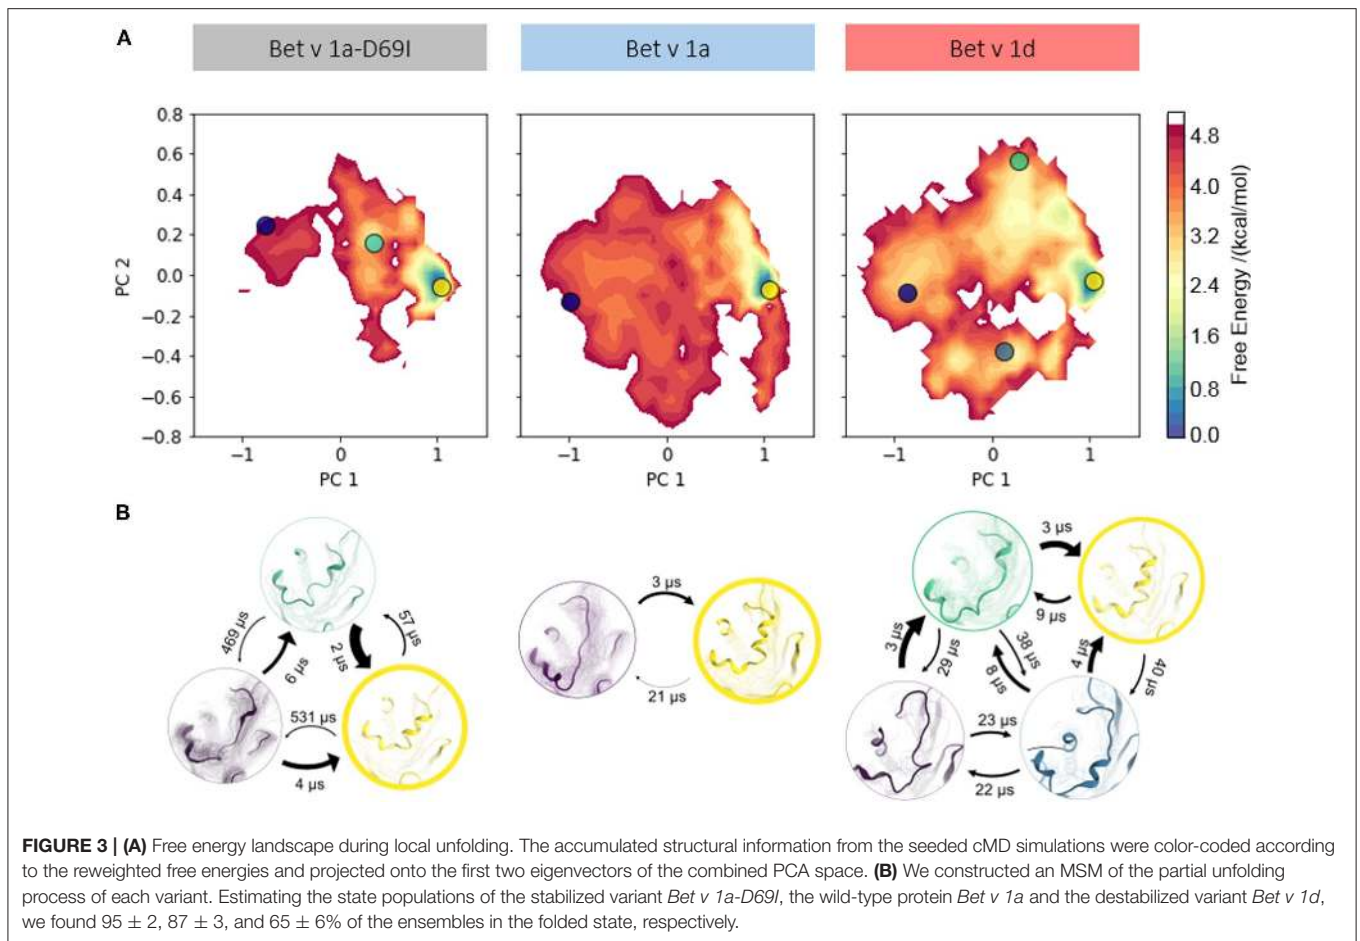 A
Bet v 1a-D69I
Bet v 1a
Bet v 1d
0.8
0.6
0.4
0.2
0.0
−0.2
−0.4
−0.6
−0.8
PC 2
−1 0 1
PC 1
−1 0 1
PC 1
−1 0 1
PC 1
4.8
4.0
3.2
2.4
1.6
0.8
0.0
Free Energy /(kcal/mol)
B
469 µs
6 µs
2 µs
57 µs
531 µs
4 µs
3 µs
21 µs
3 µs
9 µs
3 µs
29 µs
38 µs
8 µs
4 µs
40 µs
23 µs
22 µs
FIGURE 3 | (A) Free energy landscape during local unfolding. The accumulated structural information from the seeded cMD simulations were color-coded according
to the reweighted free energies and projected onto the first two eigenvectors of the combined PCA space. (B) We constructed an MSM of the partial unfolding
process of each variant. Estimating the state populations of the stabilized variant Bet v 1a-D69I, the wild-type protein Bet v 1a and the destabilized variant Bet v 1d,
we found 95 ± 2, 87 ± 3, and 65 ± 6% of the ensembles in the folded state, respectively.